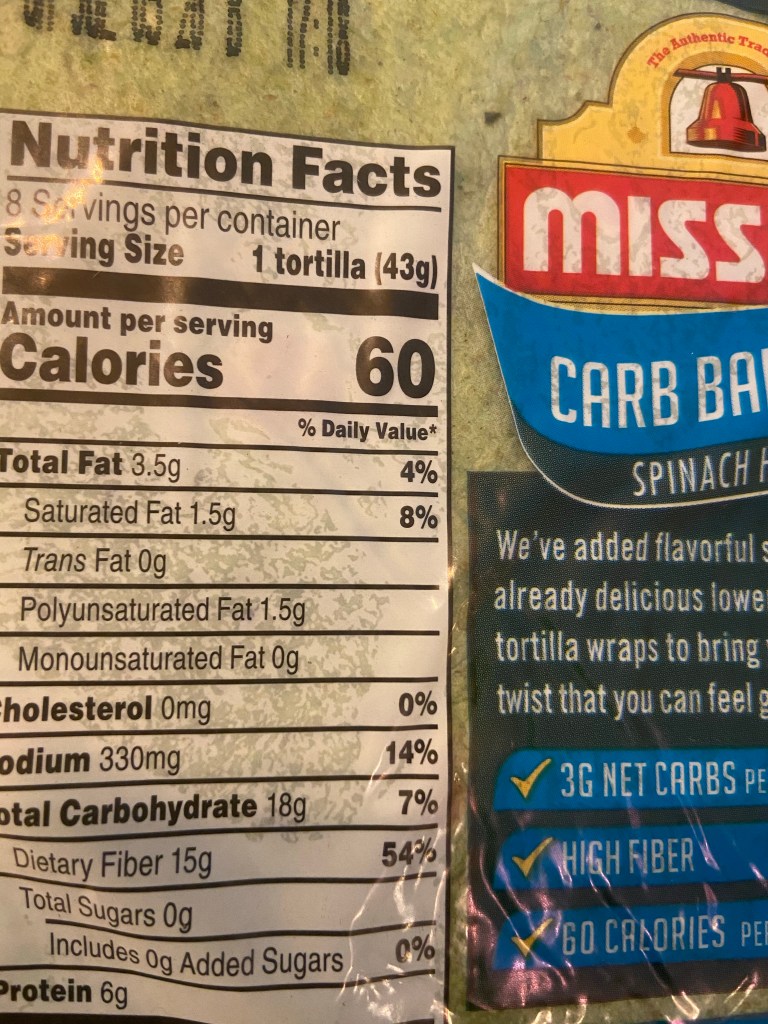 The Authentic
MISS
CARB
SPINACH
Nutrition Facts
8 Servings per container
Serving Size 1 tortilla (43g)
Amount per serving
Calories 60
% Daily Value*
Total Fat 3.5g 4%
Saturated Fat 1.5g 8%
Trans Fat 0g
Polyunsaturated Fat 1.5g
Monounsaturated Fat 0g
Cholesterol 0mg 0%
odium 330mg 14%
otal Carbohydrate 18g 7%
Dietary Fiber 15g 54%
Total Sugars 0g
Includes 0g Added Sugars 0%
Protein 6g
We've added flavorful
already delicious lower
tortilla wraps to bring
twist that you can feel
3G NET CARBS
HIGH FIBER
60 CALORIES